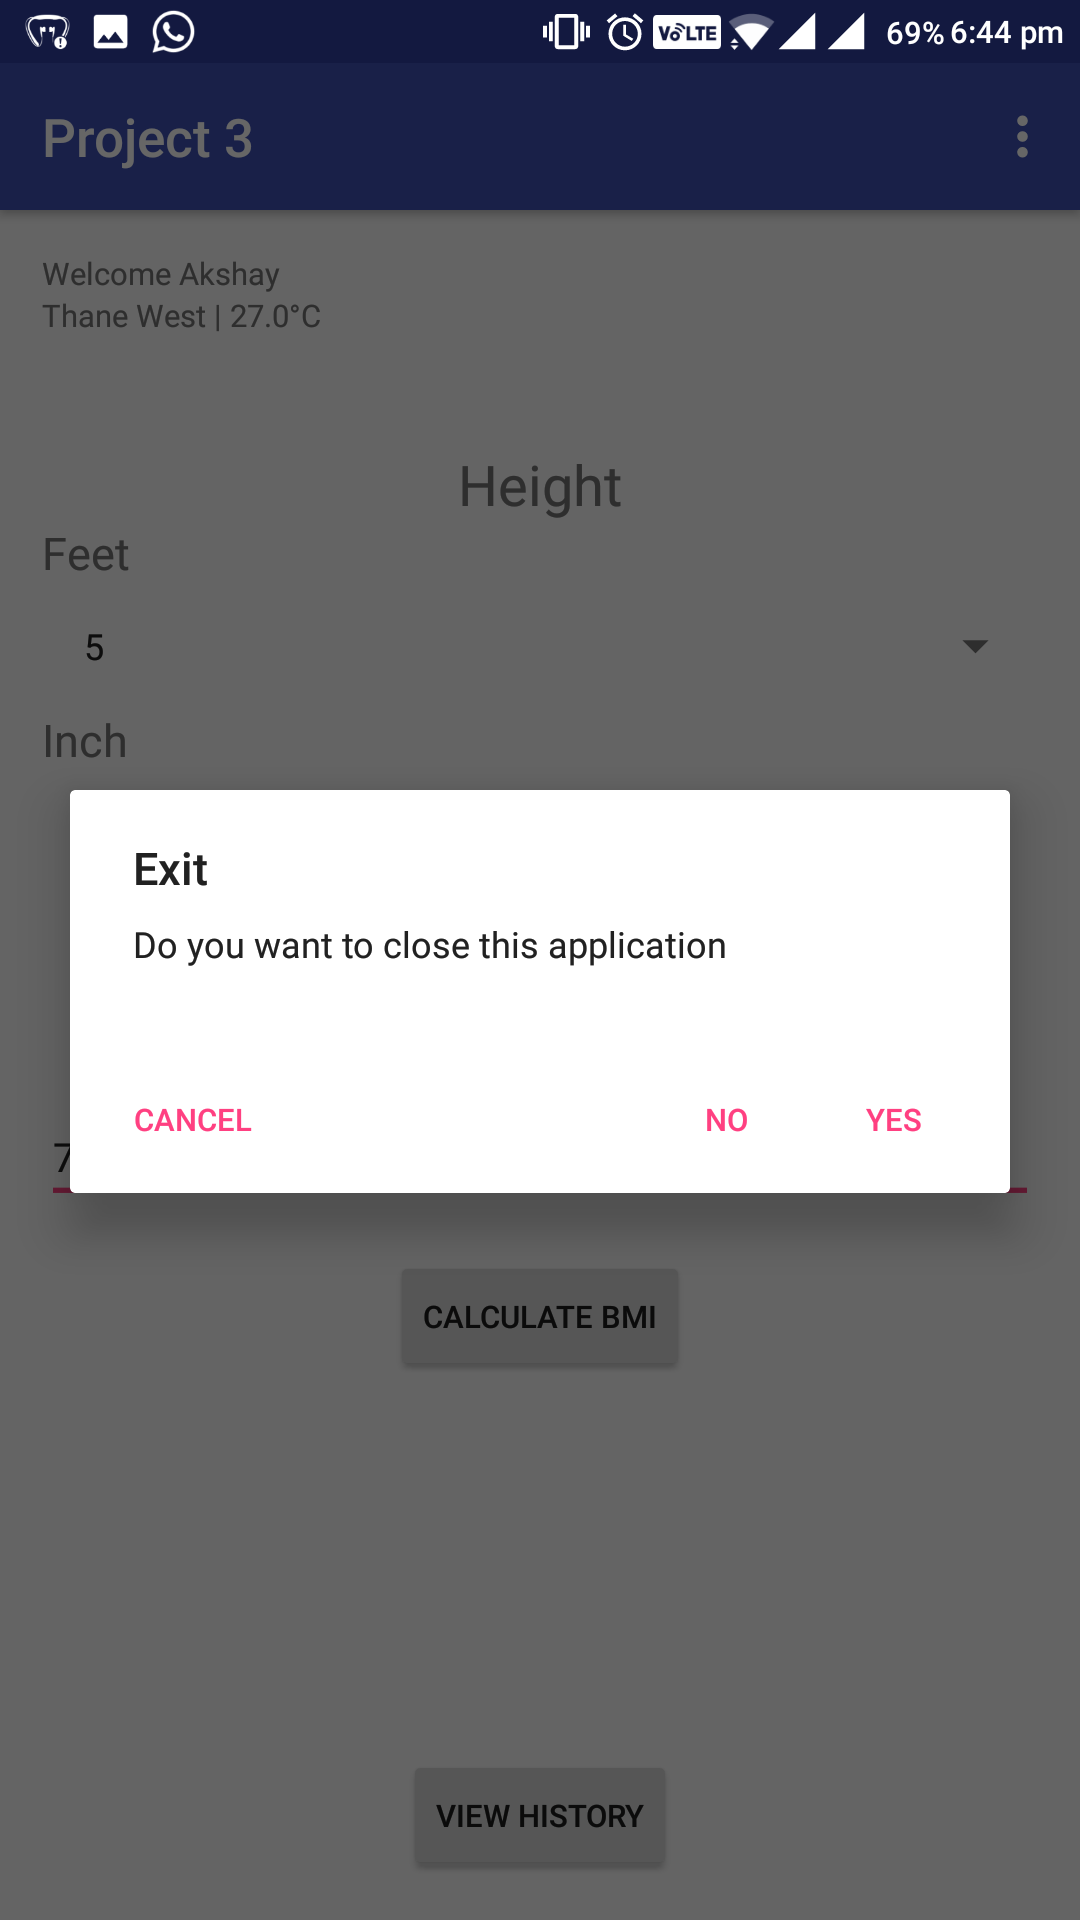 VoLTE 69% 6:44 pm
Project 3
Welcome Akshay
Thane West | 27.0°C
Height
Feet
5
Inch
Exit
Do you want to close this application
CANCEL NO YES
7
CALCULATE BMI
VIEW HISTORY